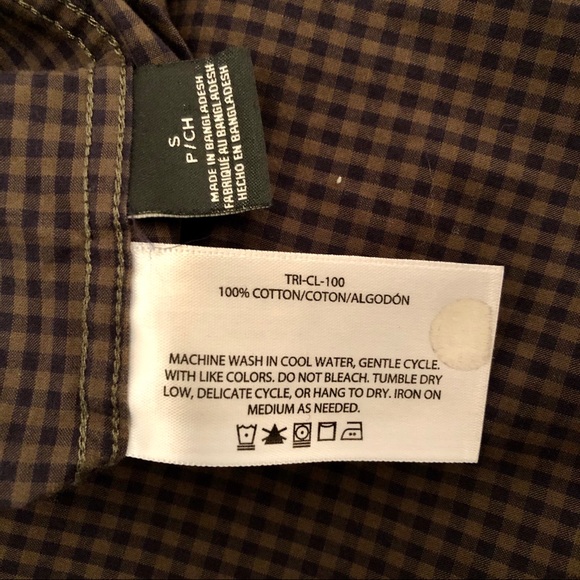 S
P/CH
MADE IN BANGLADESH
FABRIQUÉ AU BANGLADESH
HECHO EN BANGLADESH
TRI-CL-100
100% COTTON/COTON/ALGODÓN
MACHINE WASH IN COOL WATER, GENTLE CYCLE.
WITH LIKE COLORS. DO NOT BLEACH. TUMBLE DRY
LOW, DELICATE CYCLE, OR HANG TO DRY. IRON ON
MEDIUM AS NEEDED.